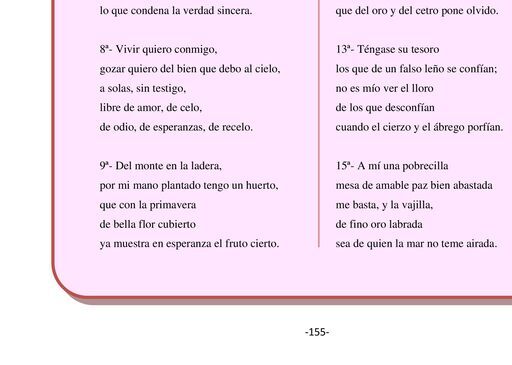 lo que condena la verdad sincera.
8ª- Vivir quiero conmigo,
gozar quiero del bien que debo al cielo,
a solas, sin testigo,
libre de amor, de celo,
de odio, de esperanzas, de recelo.
9ª- Del monte en la ladera,
por mi mano plantado tengo un huerto,
que con la primavera
de bella flor cubierto
ya muestra en esperanza el fruto cierto.
que del oro y del cetro pone olvido.
13ª- Téngase su tesoro
los que de un falso leño se confían;
no es mío ver el lloro
de los que desconfían
cuando el cierzo y el ábrego porfían.
15ª- A mí una pobrecilla
mesa de amable paz bien abastada
me basta, y la vajilla,
de fino oro labrada
sea de quien la mar no teme airada.
-155-